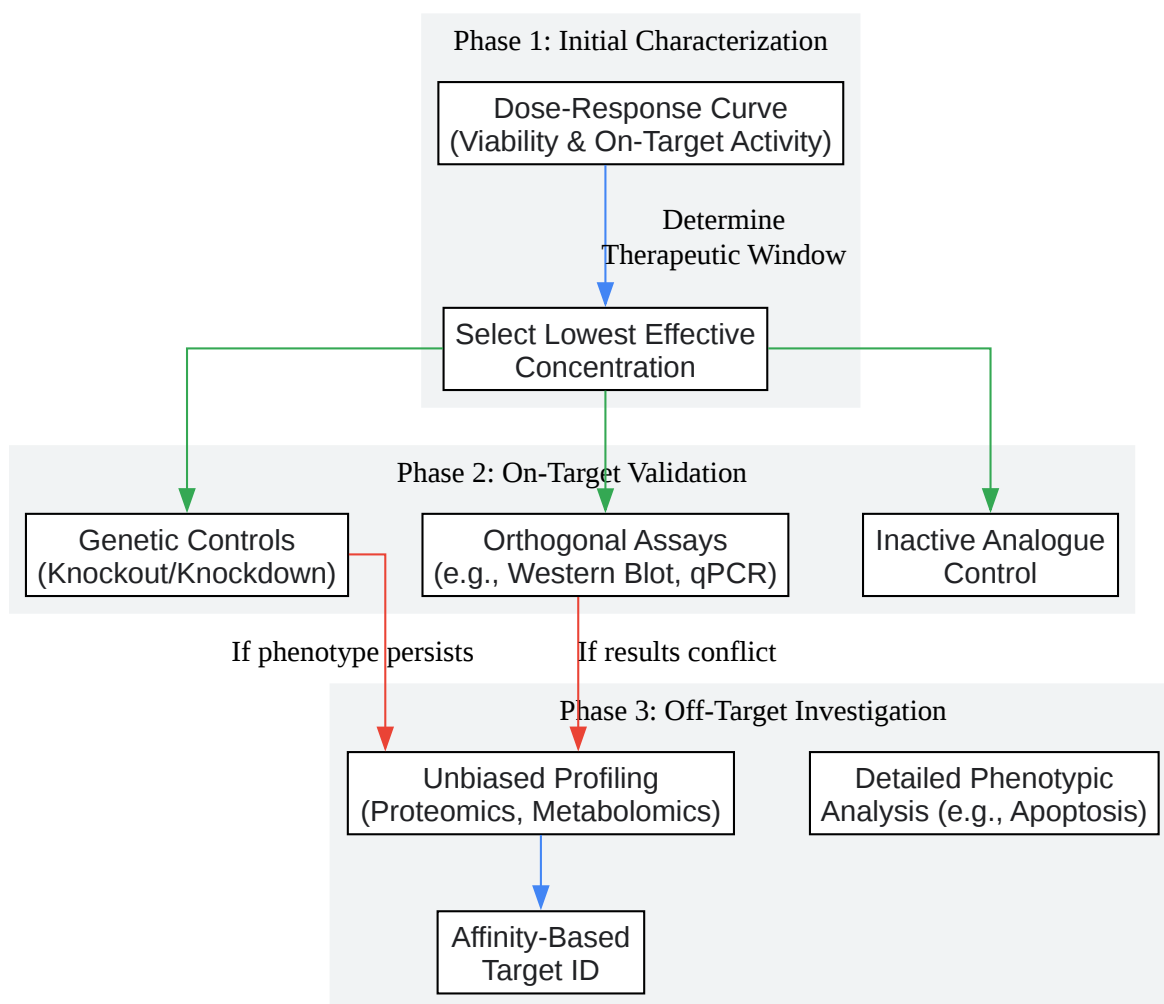 Phase 1: Initial Characterization
Dose-Response Curve
(Viability & On-Target Activity)
Determine
Therapeutic Window
Select Lowest Effective
Concentration
Phase 2: On-Target Validation
Genetic Controls
(Knockout/Knockdown)
Orthogonal Assays
(e.g., Western Blot, qPCR)
Inactive Analogue
Control
If phenotype persists
If results conflict
Phase 3: Off-Target Investigation
Unbiased Profiling
(Proteomics, Metabolomics)
Detailed Phenotypic
Analysis (e.g., Apoptosis)
Affinity-Based
Target ID